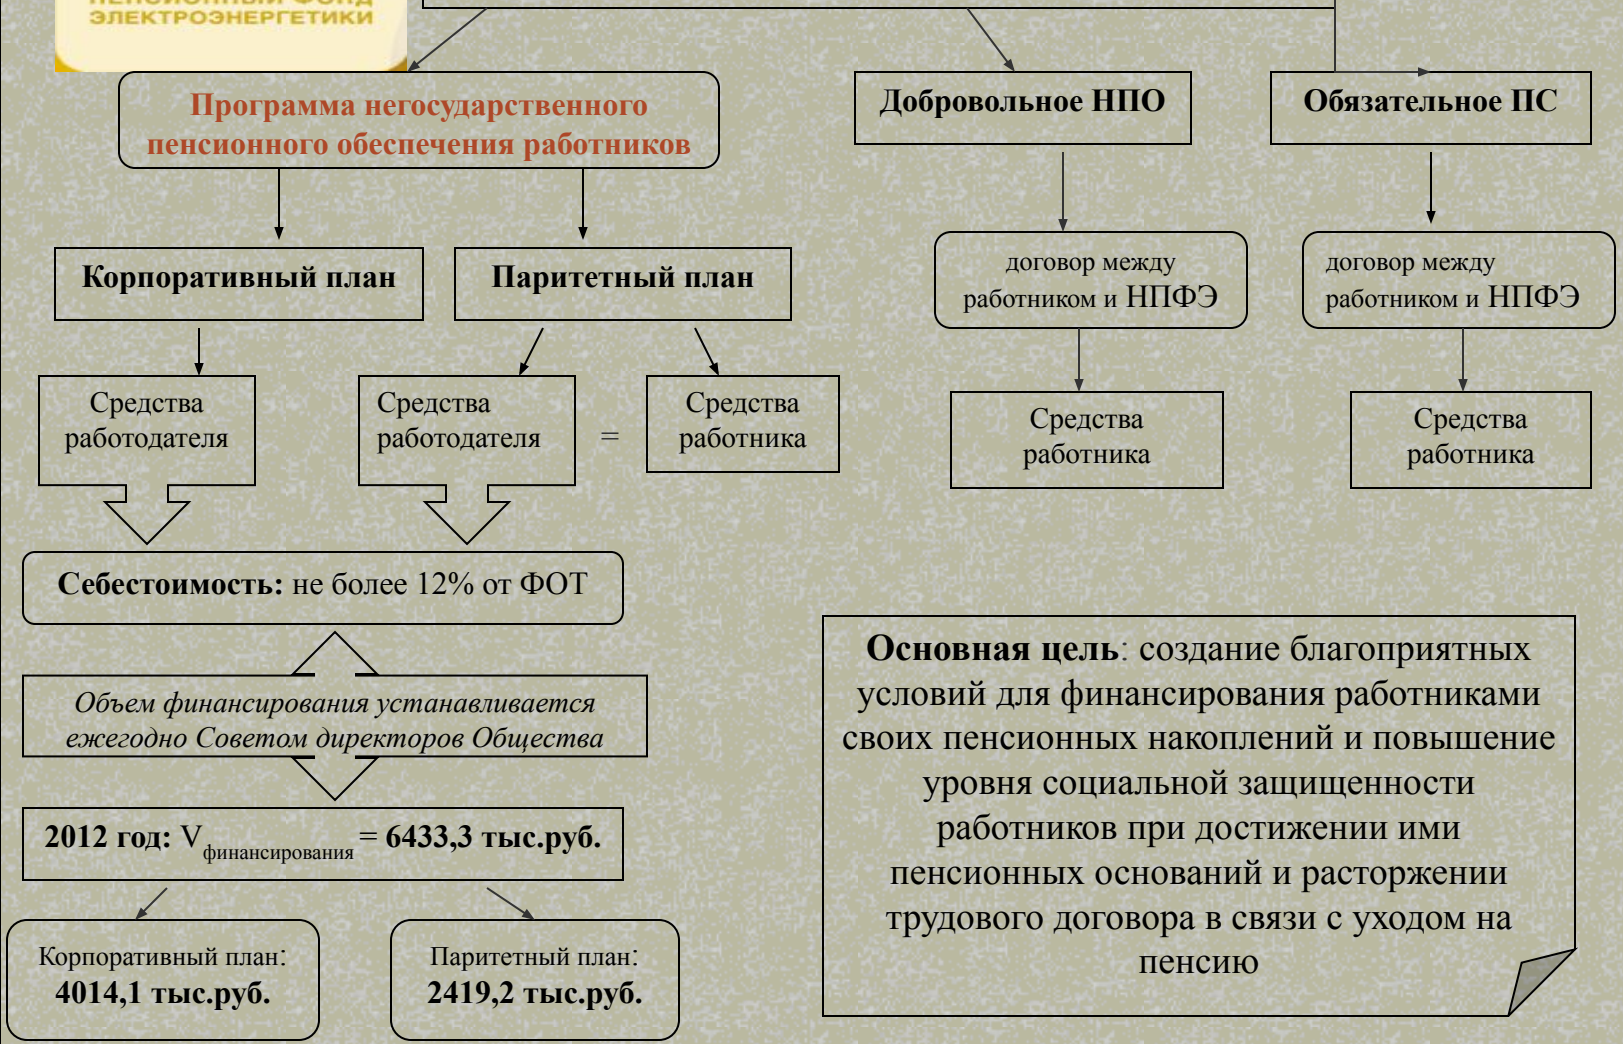 ПЕНСИОННЫЙ ФОНД
ЭЛЕКТРОЭНЕРГЕТИКИ
Программа негосударственного
пенсионного обеспечения работников
Добровольное НПО
Обязательное ПС
Корпоративный план
Паритетный план
договор между
работником и НПФЭ
договор между
работником и НПФЭ
Средства
работодателя
Средства
работодателя
=
Средства
работника
Средства
работника
Средства
работника
Себестоимость: не более 12% от ФОТ
Объем финансирования устанавливается
ежегодно Советом директоров Общества
2012 год: Vфинансирования = 6433,3 тыс.руб.
Корпоративный план:
4014,1 тыс.руб.
Паритетный план:
2419,2 тыс.руб.
Основная цель: создание благоприятных
условий для финансирования работниками
своих пенсионных накоплений и повышение
уровня социальной защищенности
работников при достижении ими
пенсионных оснований и расторжении
трудового договора в связи с уходом на
пенсию